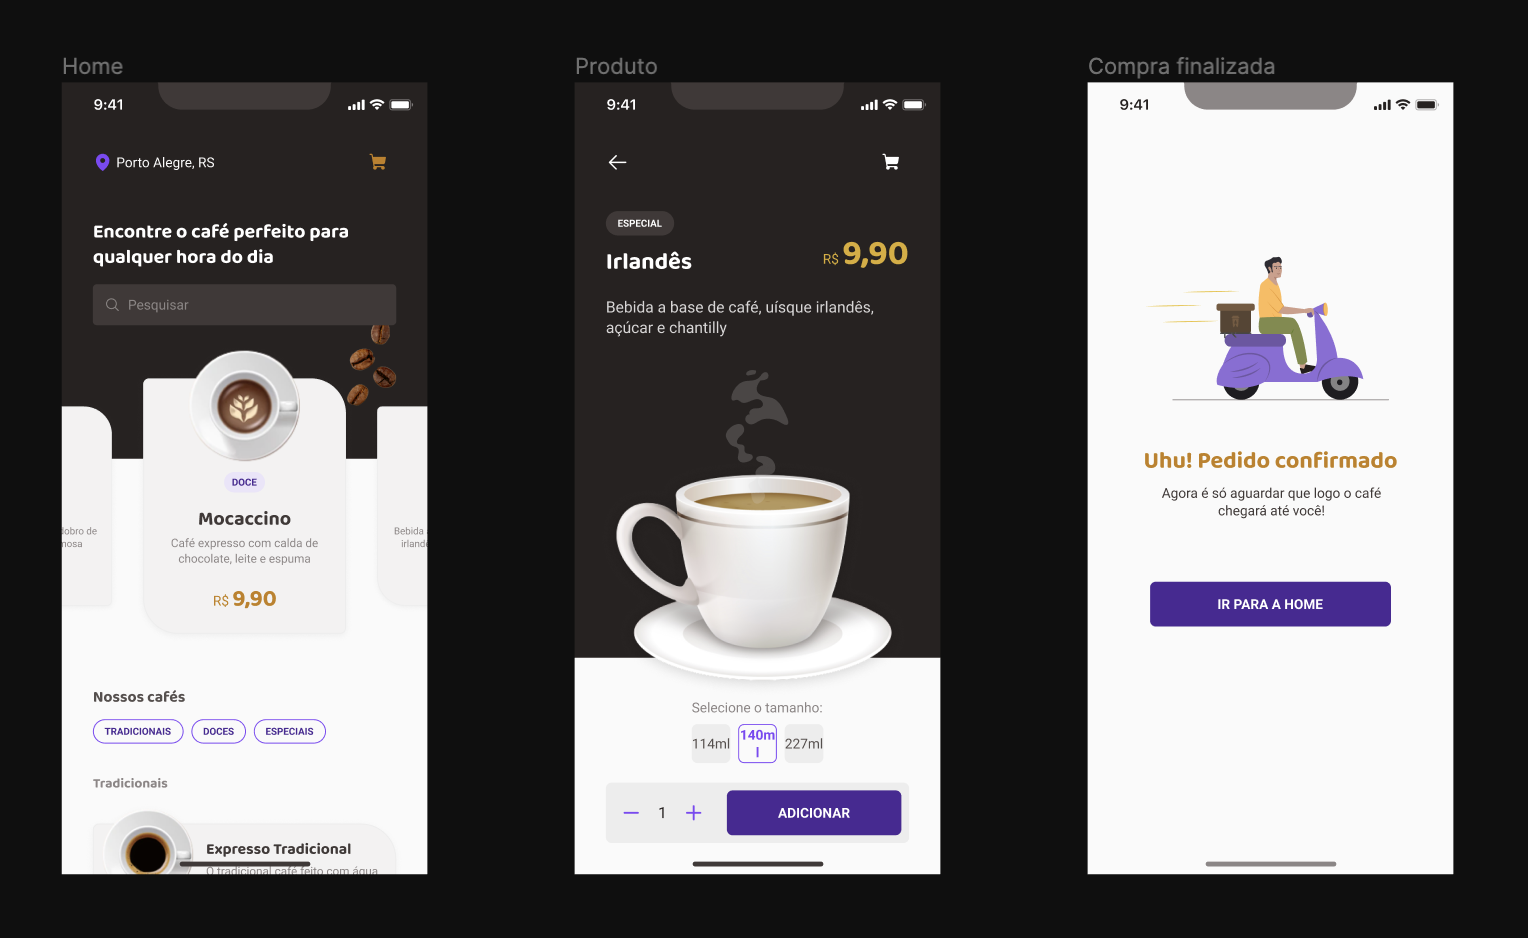 Home
9:41
Porto Alegre, RS
Encontre o café perfeito para
qualquer hora do dia
Pesquisar
DOCE
Mocaccino
Café expresso com calda de
chocolate, leite e espuma
R$ 9,90
dobro de
Bebida
Nossos cafés
TRADICIONAIS
DOCES
ESPECIAIS
Tradicionais
Expresso Tradicional
O tradicional café feito com água
Produto
9:41
ESPECIAL
Irlandês
R$ 9,90
Bebida a base de café, uísque irlandês,
açúcar e chantilly
Selecione o tamanho:
114ml
140m
l
227ml
1
ADICIONAR
Compra finalizada
9:41
Uhu! Pedido confirmado
Agora é só aguardar que logo o café
chegará até você!
IR PARA A HOME